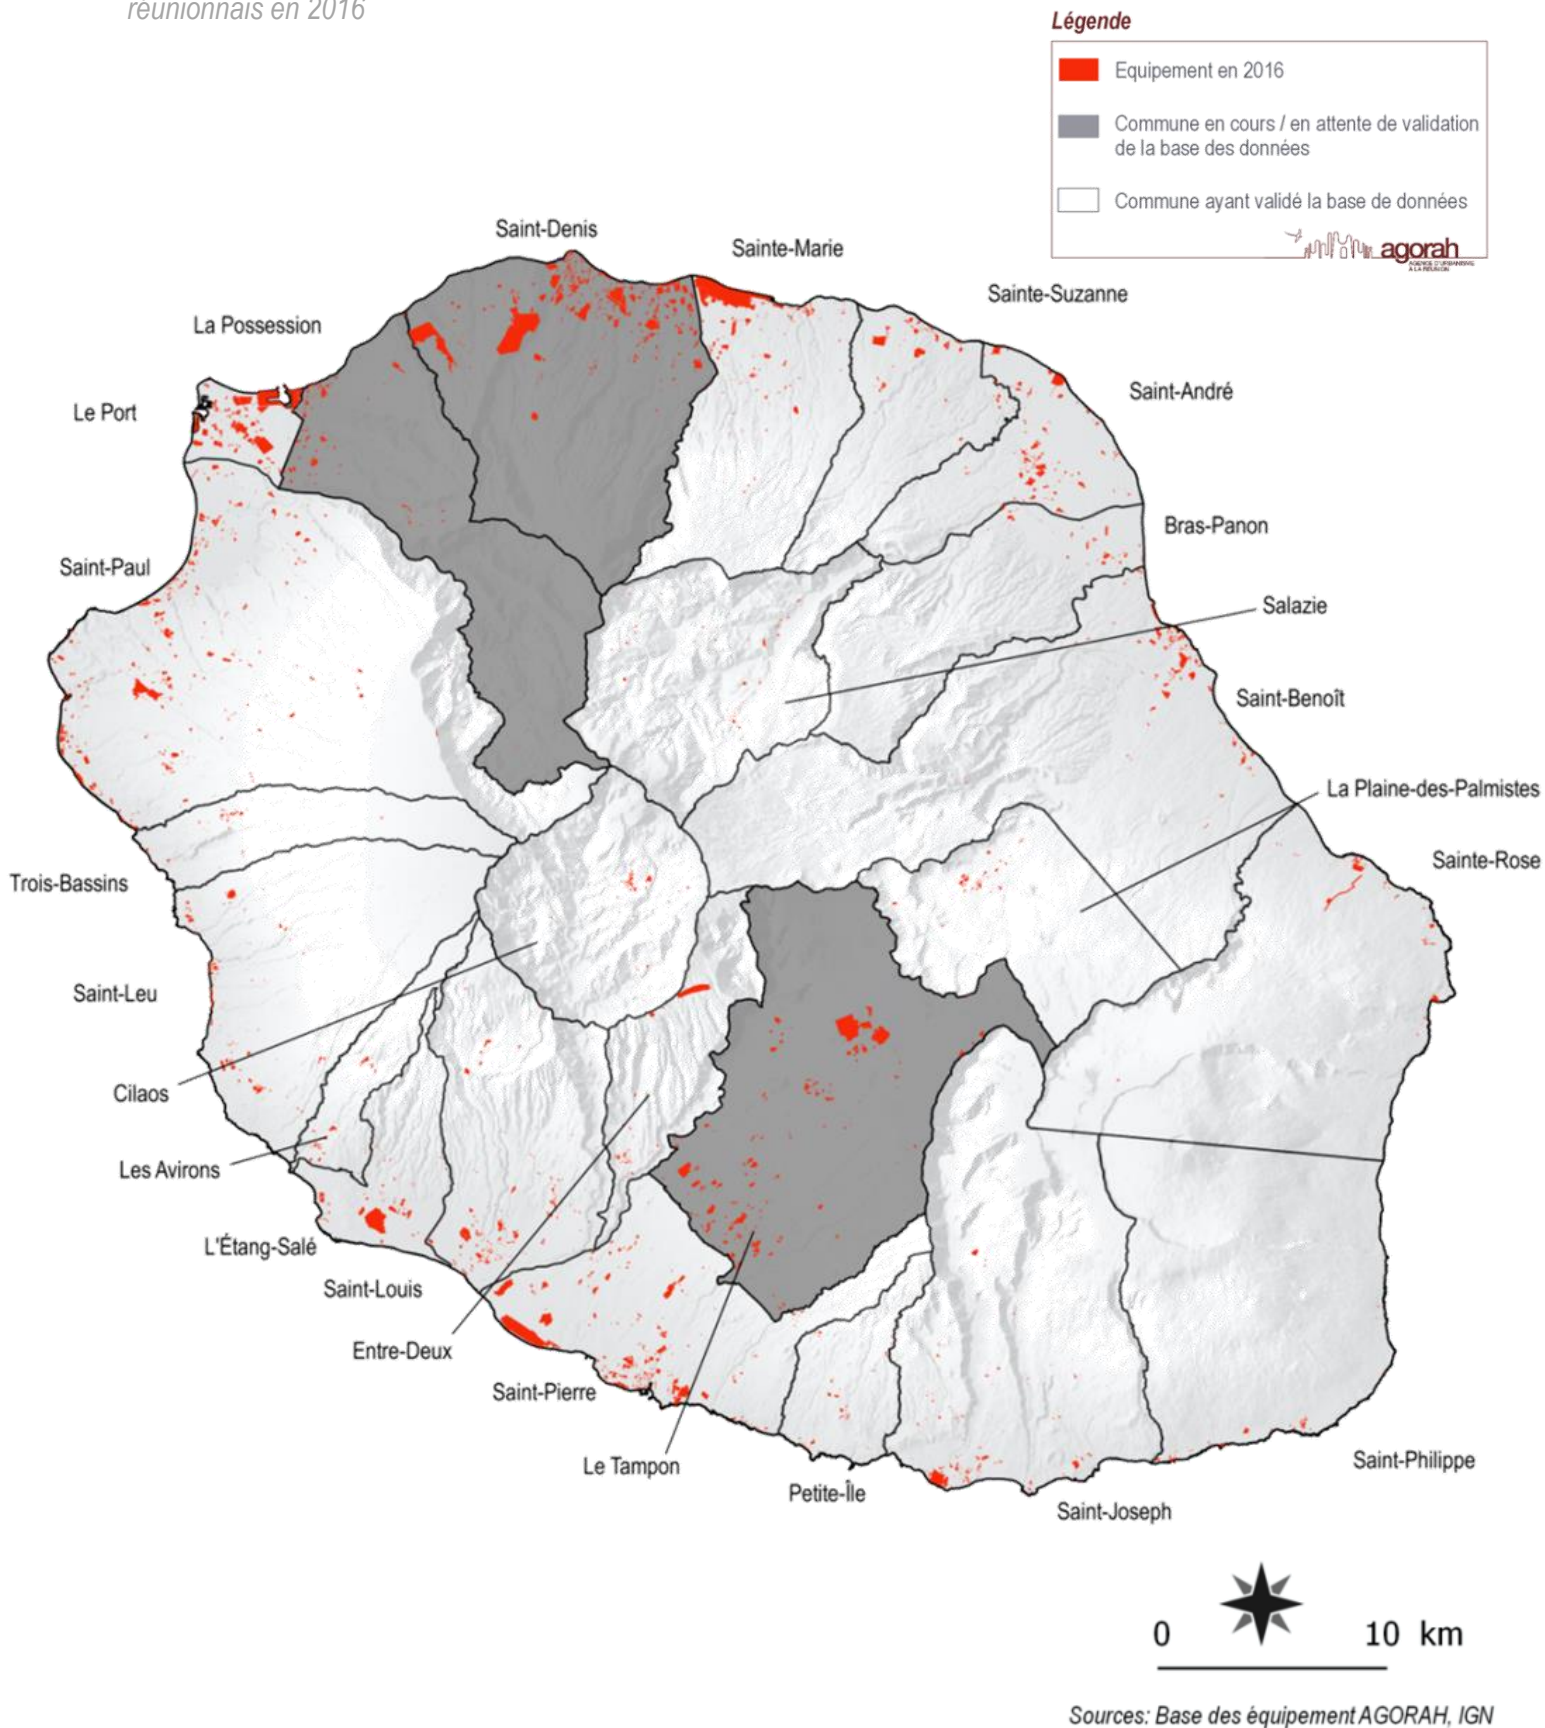 réunionnais en 2016
Légende
Equipement en 2016
Commune en cours / en attente de validation
de la base des données
Commune ayant validé la base de données
agorah
AGENCE D'URBANISME
À LA RÉUNION
Saint-Denis
Sainte-Marie
Sainte-Suzanne
La Possession
Saint-André
Le Port
Bras-Panon
Saint-Paul
Salazie
Saint-Benoît
La Plaine-des-Palmistes
Sainte-Rose
Trois-Bassins
Saint-Leu
Cilaos
Les Avirons
L'Étang-Salé
Saint-Louis
Entre-Deux
Saint-Pierre
Le Tampon
Petite-Île
Saint-Philippe
Saint-Joseph
0 10 km
Sources: Base des équipement AGORAH, IGN